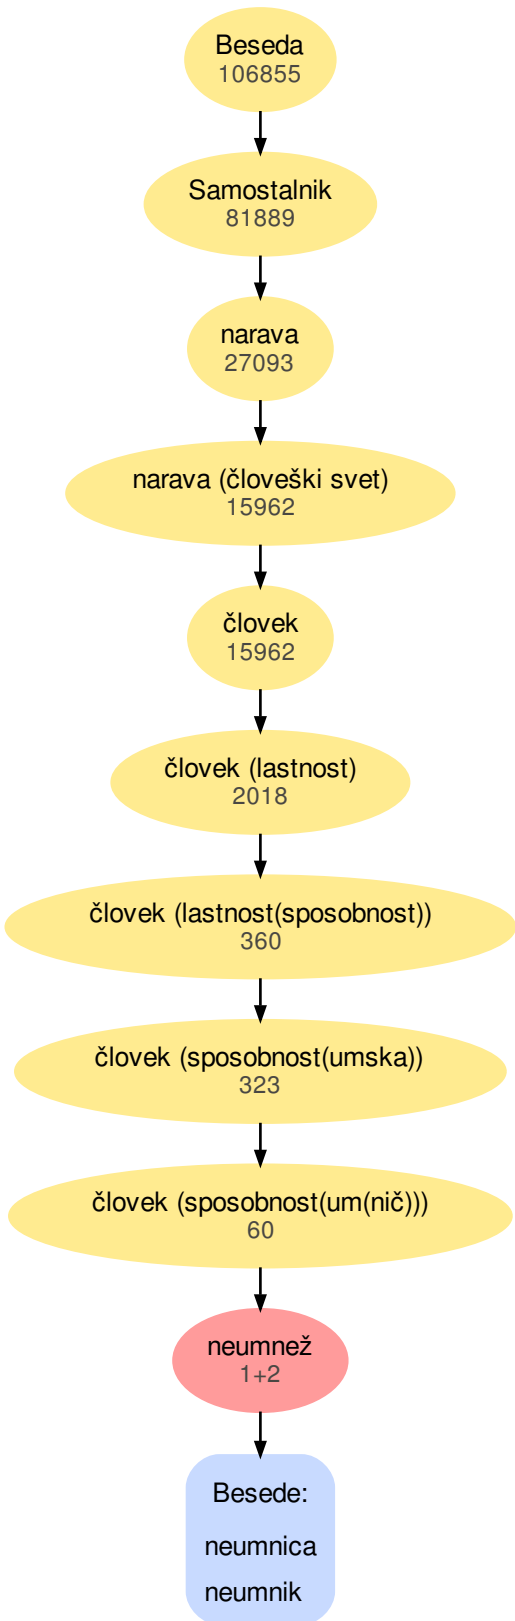 Beseda
106855
Samostalnik
81889
narava
27093
narava (človeški svet)
15962
človek
15962
človek (lastnost)
2018
človek (lastnost(sposobnost))
360
človek (sposobnost(umska))
323
človek (sposobnost(um(nič)))
60
neumnež
1+2
Besede:
neumnica
neumnik